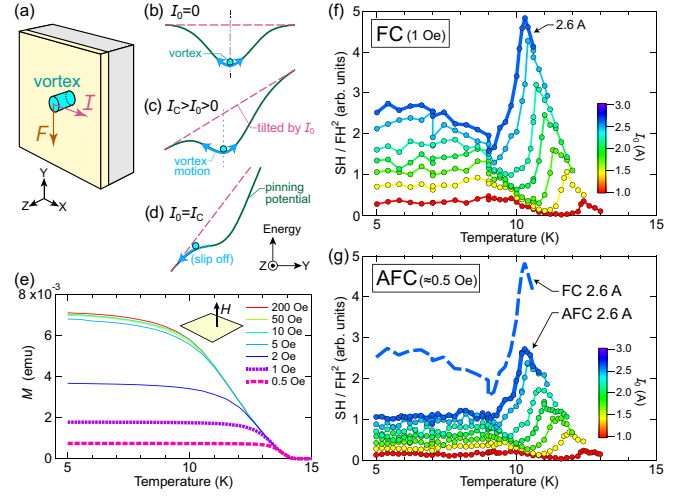 (a)
vortex
I
F
Y
Z
X
(b)
I₀=0
vortex
(c)
I_C>I₀>0
tilted by I₀
vortex
motion
(d)
I₀=I_C
pinning
potential
(slip off)
Energy
Z
Y
(e)
8 ×10⁻³
6
4
2
0
M (emu)
H
200 Oe
50 Oe
10 Oe
5 Oe
2 Oe
1 Oe
0.5 Oe
5
10
15
Temperature (K)
(f)
FC (1 Oe)
2.6 A
5
4
3
2
1
0
SH / FH² (arb. units)
3.0
2.5
2.0
1.5
1.0
I₀ (A)
5
10
15
Temperature (K)
(g)
AFC (≈0.5 Oe)
FC 2.6 A
AFC 2.6 A
5
4
3
2
1
0
SH / FH² (arb. units)
3.0
2.5
2.0
1.5
1.0
I₀ (A)
5
10
15
Temperature (K)